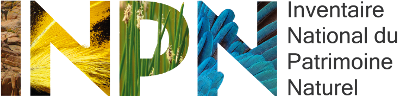 INPN
Inventaire
National du
Patrimoine
Naturel